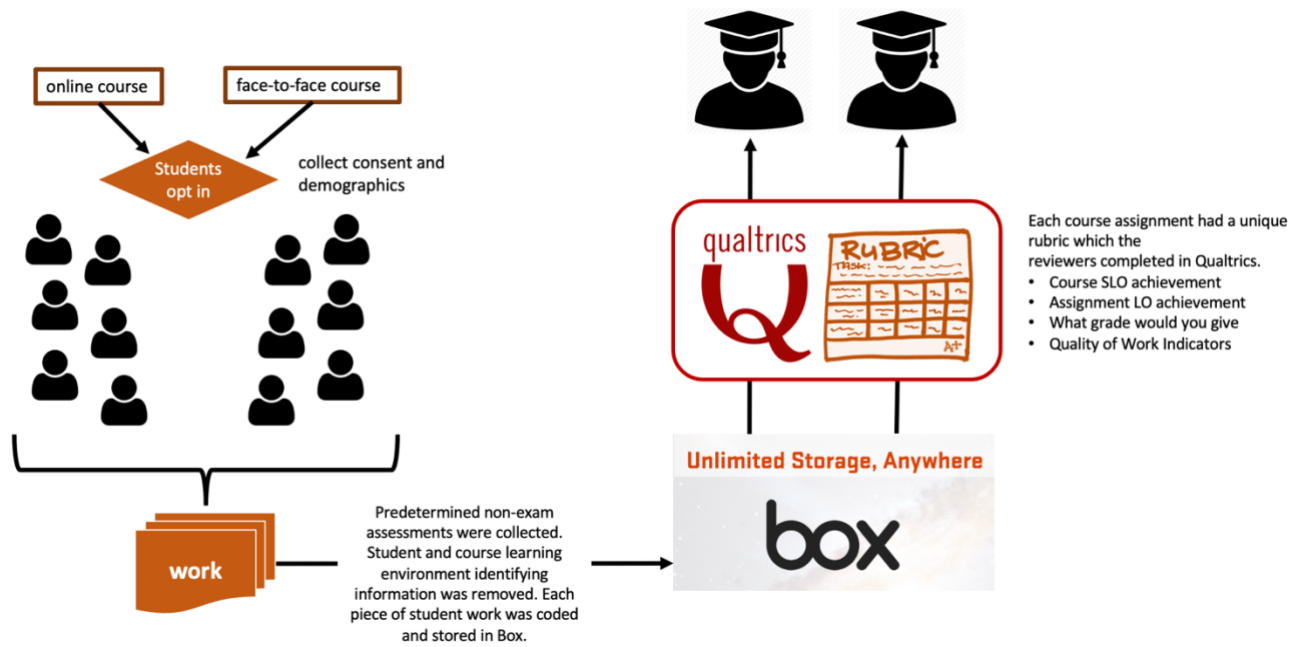 online course
face-to-face course
Students
opt in
collect consent and
demographics
work
Predetermined non-exam
assessments were collected.
Student and course learning
environment identifying
information was removed. Each
piece of student work was coded
and stored in Box.
Unlimited Storage, Anywhere
box
qualtrics
Q
RUBRIC
TASK:
A+
Each course assignment had a unique
rubric which the
reviewers completed in Qualtrics.
• Course SLO achievement
• Assignment LO achievement
• What grade would you give
• Quality of Work Indicators